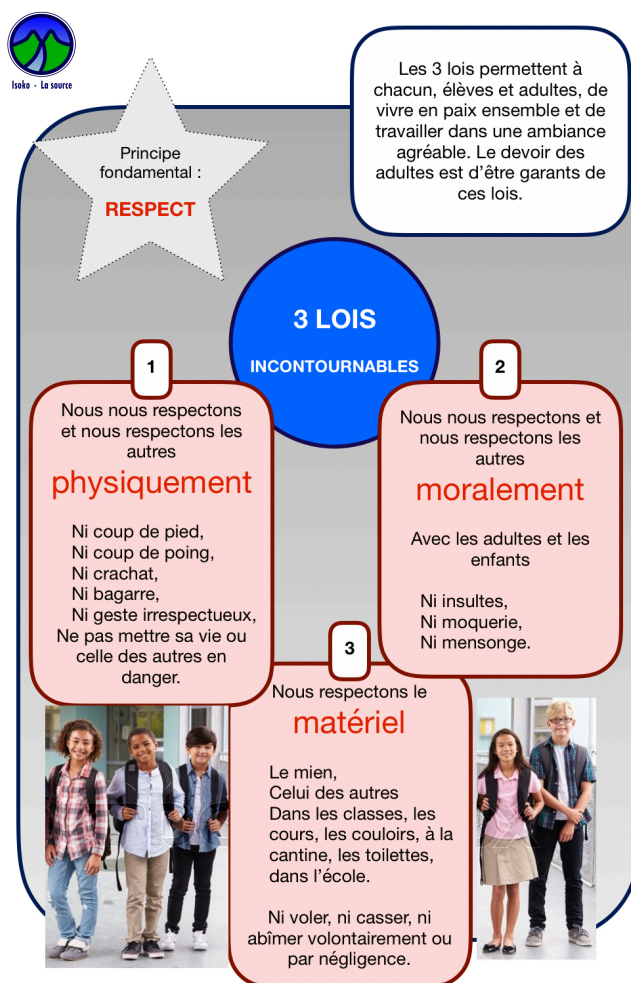 Isoko - La source
Principe
fondamental :
RESPECT
Les 3 lois permettent à
chacun, élèves et adultes, de
vivre en paix ensemble et de
travailler dans une ambiance
agréable. Le devoir des
adultes est d’être garants de
ces lois.
3 LOIS
INCONTOURNABLES
1
Nous nous respectons
et nous respectons les
autres
physiquement
Ni coup de pied,
Ni coup de poing,
Ni crachat,
Ni bagarre,
Ni geste irrespectueux,
Ne pas mettre sa vie ou
celle des autres en
danger.
2
Nous nous respectons et
nous respectons les
autres
moralement
Avec les adultes et les
enfants
Ni insultes,
Ni moquerie,
Ni mensonge.
3
Nous respectons le
matériel
Le mien,
Celui des autres
Dans les classes, les
cours, les couloirs, à la
cantine, les toilettes,
dans l’école.
Ni voler, ni casser, ni
abîmer volontairement ou
par négligence.